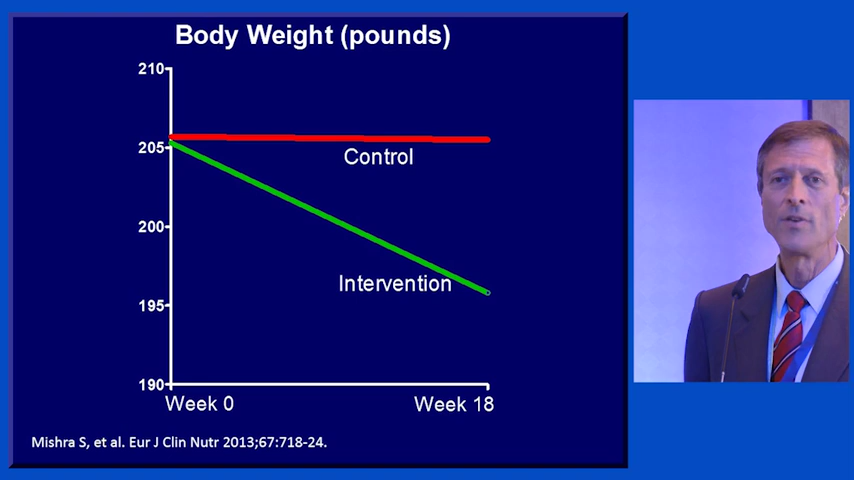 Body Weight (pounds)
210
205
Control
200
Intervention
195
190
Week 0
Week 18
Mishra S, et al. Eur J Clin Nutr 2013;67:718-24.